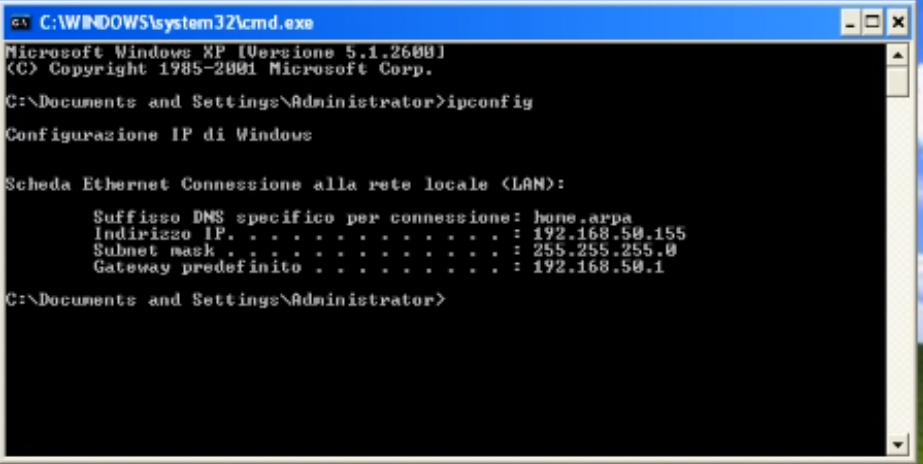 C:\WINDOWS\system32\cmd.exe
Microsoft Windows XP [Versione 5.1.2600]
(C) Copyright 1985-2001 Microsoft Corp.
C:\Documents and Settings\Administrator>ipconfig
Configurazione IP di Windows
Scheda Ethernet Connessione alla rete locale (LAN):
Suffisso DNS specifico per connessione: home.arpa
Indirizzo IP. . . . . . . . . . . . . : 192.168.50.155
Subnet mask . . . . . . . . . . . . . : 255.255.255.0
Gateway predefinito . . . . . . . . . : 192.168.50.1
C:\Documents and Settings\Administrator>